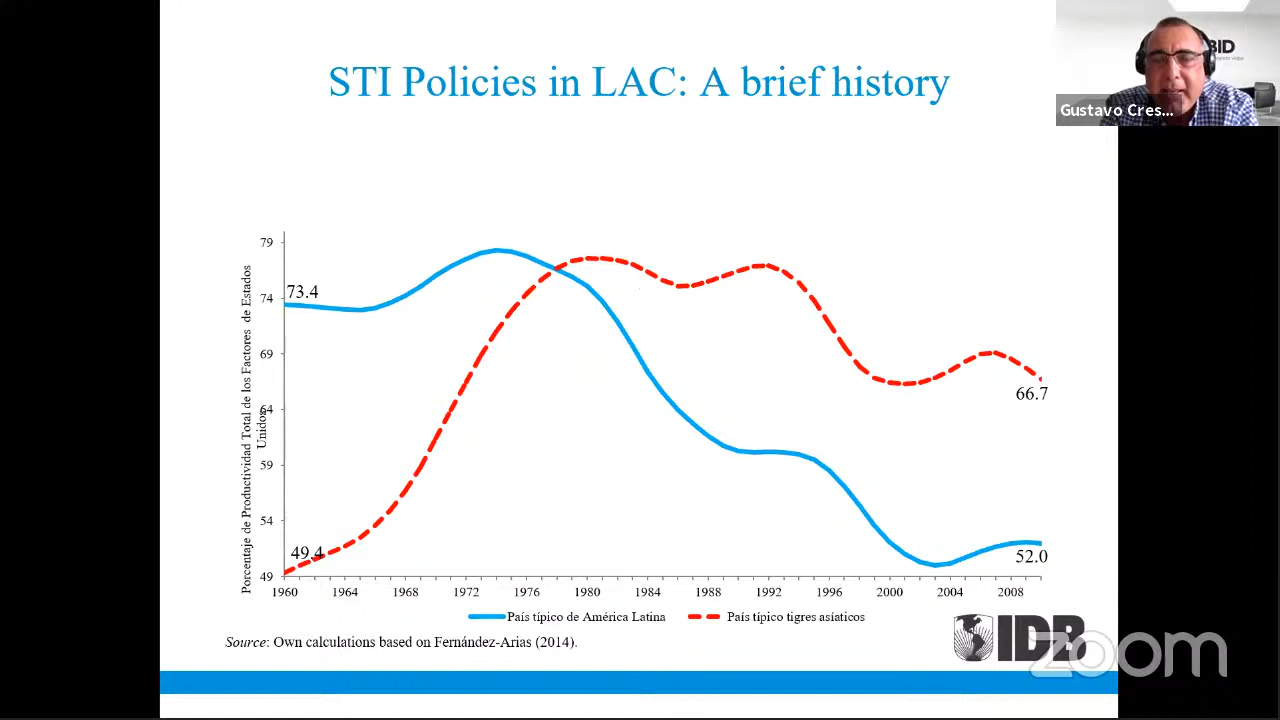 STI Policies in LAC: A brief history
BID
Gustavo Cres...
Porcentaje de Productividad Total de los Factores de Estados
Unidos
79
74
69
64
59
54
49
73.4
49.4
66.7
52.0
1960 1964 1968 1972 1976 1980 1984 1988 1992 1996 2000 2004 2008
País típico de América Latina País típico tigres asíaticos
Source: Own calculations based on Fernández-Arias (2014).
IDB
zoom